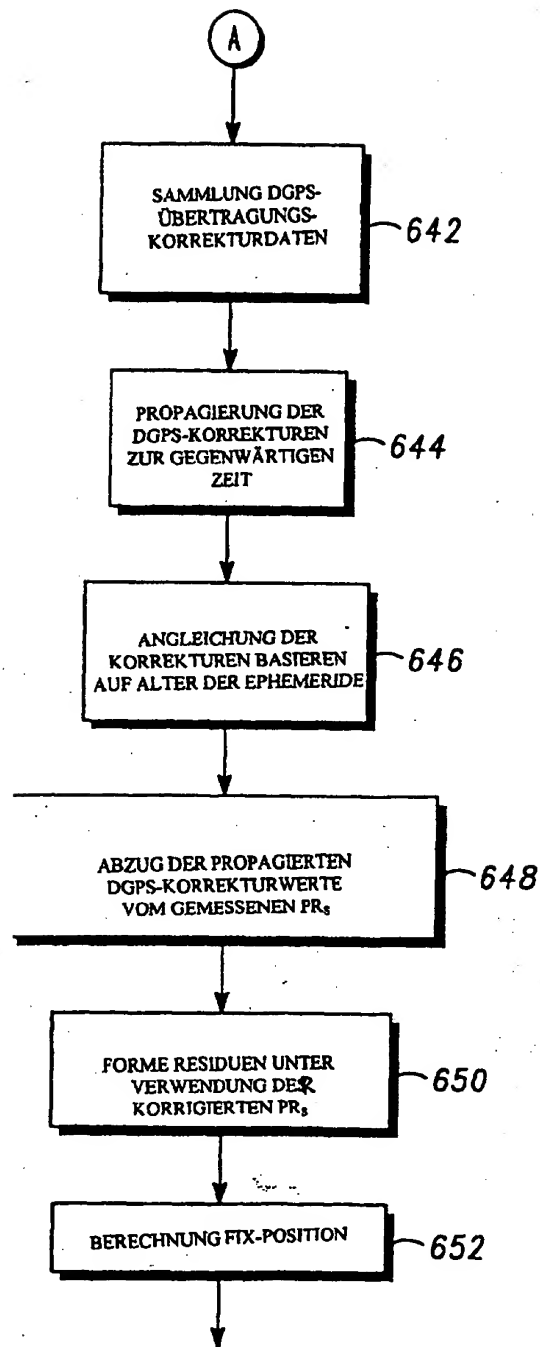 A
SAMMLUNG DGPS-
ÜBERTRAGUNGS-
KORREKTURDATEN
642
PROPAGIERUNG DER
DGPS-KORREKTUREN
ZUR GEGENWÄRTIGEN
ZEIT
644
ANGLEICHUNG DER
KORREKTUREN BASIEREN
AUF ALTER DER EPHEMERIDE
646
ABZUG DER PROPAGIERTEN
DGPS-KORREKTURWERTE
VOM GEMESSENEN PRs
648
FORME RESIDUEN UNTER
VERWENDUNG DER
KORRIGIERTEN PRs
650
BERECHNUNG FIX-POSITION
652